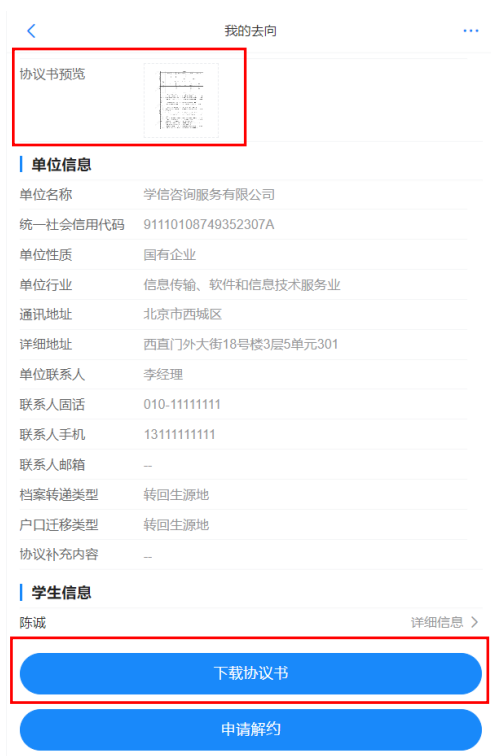 我的去向
协议书预览
单位信息
单位名称 学信咨询服务有限公司
统一社会信用代码 91110108749352307A
单位性质 国有企业
单位行业 信息传输、软件和信息技术服务业
通讯地址 北京市西城区
详细地址 西直门外大街18号楼3层5单元301
单位联系人 李经理
联系人固话 010-11111111
联系人手机 13111111111
联系人邮箱 --
档案转递类型 转回生源地
户口迁移类型 转回生源地
协议补充内容 --
学生信息
陈诚 详细信息
下载协议书
申请解约